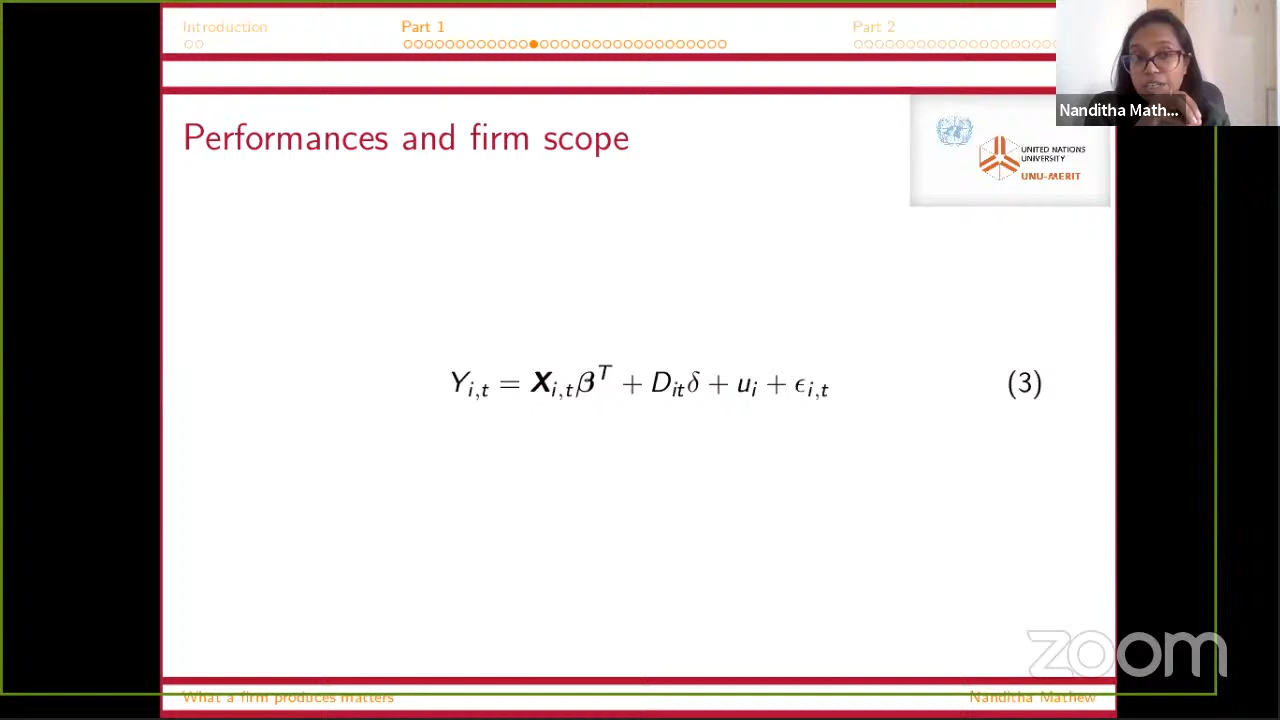 Introduction
Part 1
Part 2
Nanditha Math...
Performances and firm scope
UNITED NATIONS
UNIVERSITY
UNU-MERIT
Y_{i,t} = X_{i,t}β^T + D_{it}δ + u_i + ϵ_{i,t} (3)
zoom
What a firm produces matters
Nanditha Mathew